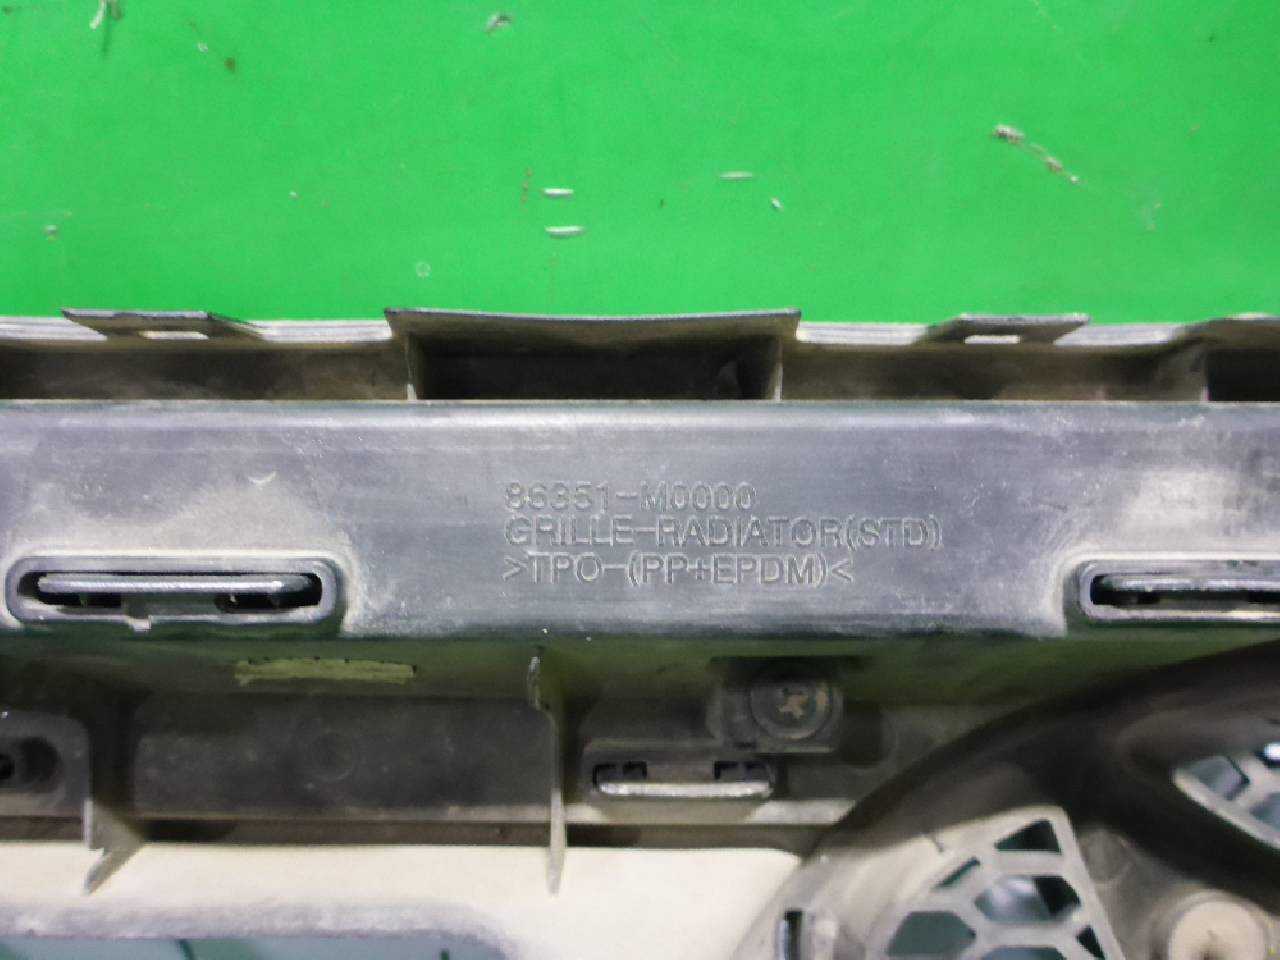 86351-M0000
GRILLE-RADIATOR(STD)
>TPO-(PP+EPDM)<